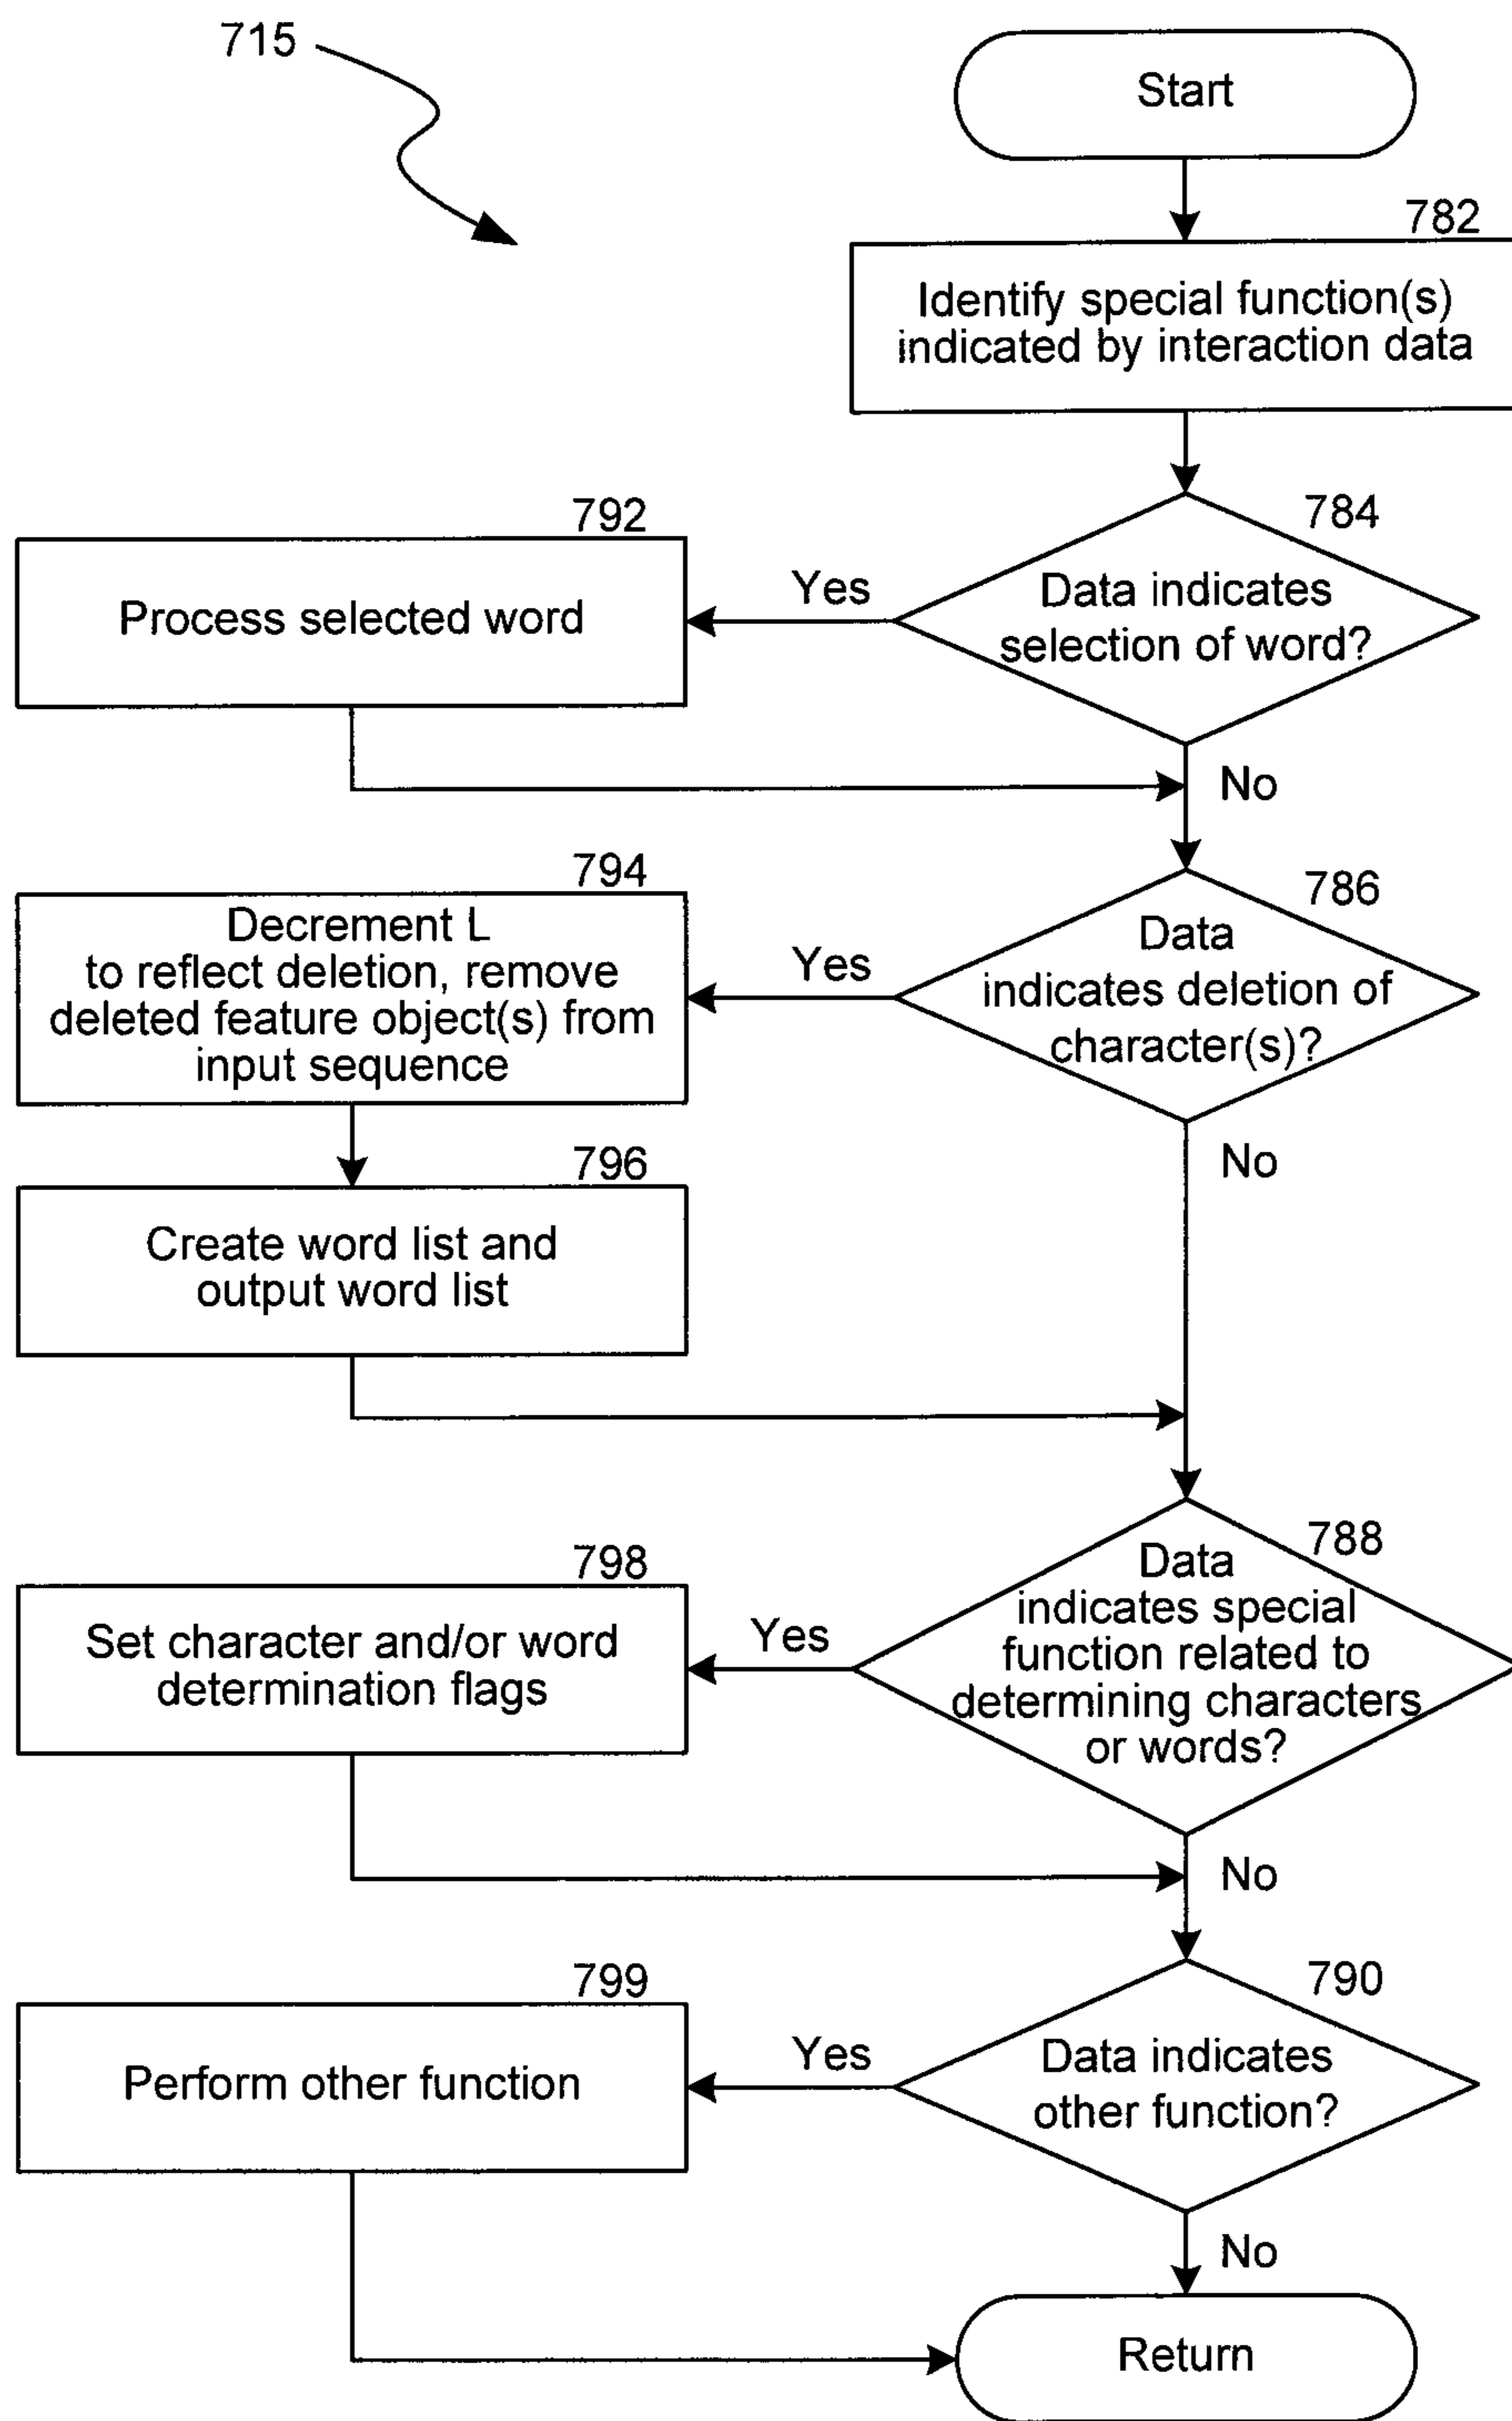 715
Start
782
Identify special function(s)
indicated by interaction data
784
Data indicates
selection of word?
Yes
792
Process selected word
No
786
Data
indicates deletion of
character(s)?
Yes
794
Decrement L
to reflect deletion, remove
deleted feature object(s) from
input sequence
No
796
Create word list and
output word list
788
Data
indicates special
function related to
determining characters
or words?
Yes
798
Set character and/or word
determination flags
No
790
Data indicates
other function?
Yes
799
Perform other function
No
Return